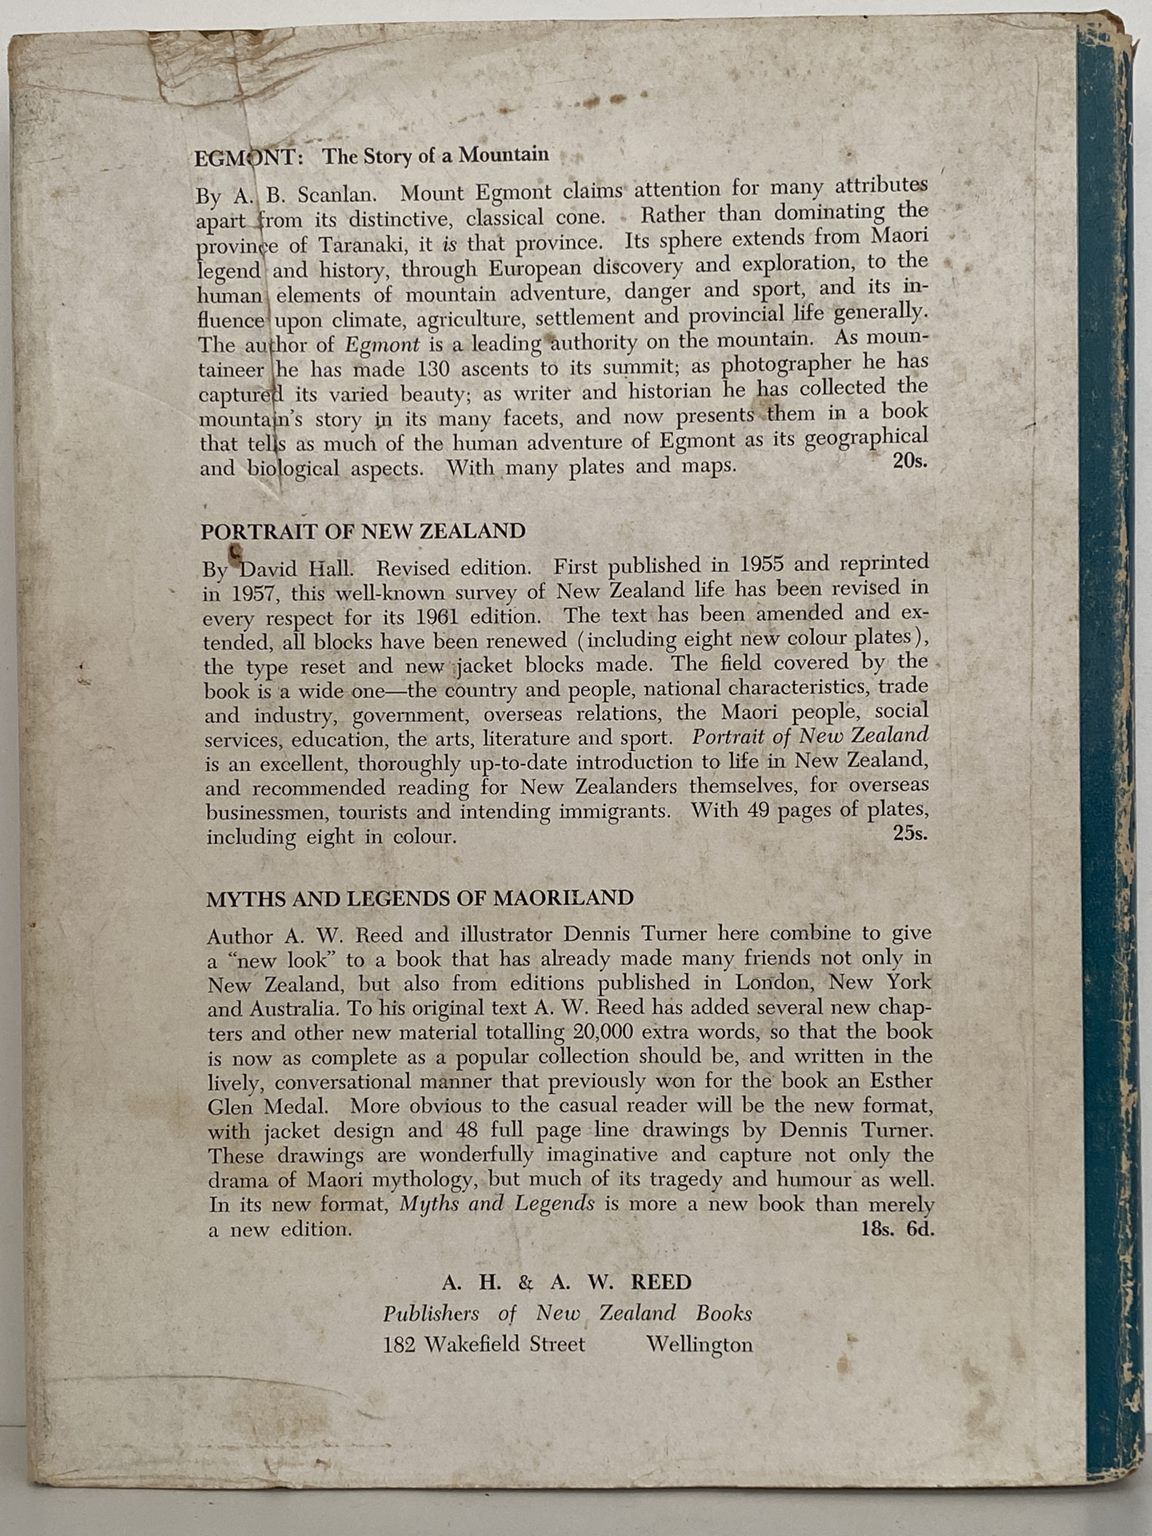 EGMONT: The Story of a Mountain
By A. B. Scanlan. Mount Egmont claims attention for many attributes
apart from its distinctive, classical cone. Rather than dominating the
province of Taranaki, it is that province. Its sphere extends from Maori
legend and history, through European discovery and exploration, to the
human elements of mountain adventure, danger and sport, and its in-
fluence upon climate, agriculture, settlement and provincial life generally.
The author of Egmont is a leading authority on the mountain. As moun-
taineer he has made 130 ascents to its summit; as photographer he has
captured its varied beauty; as writer and historian he has collected the
mountain's story in its many facets, and now presents them in a book
that tells as much of the human adventure of Egmont as its geographical
and biological aspects. With many plates and maps. 20s.
PORTRAIT OF NEW ZEALAND
By David Hall. Revised edition. First published in 1955 and reprinted
in 1957, this well-known survey of New Zealand life has been revised in
every respect for its 1961 edition. The text has been amended and ex-
tended, all blocks have been renewed (including eight new colour plates),
the type reset and new jacket blocks made. The field covered by the
book is a wide one—the country and people, national characteristics, trade
and industry, government, overseas relations, the Maori people, social
services, education, the arts, literature and sport. Portrait of New Zealand
is an excellent, thoroughly up-to-date introduction to life in New Zealand,
and recommended reading for New Zealanders themselves, for overseas
businessmen, tourists and intending immigrants. With 49 pages of plates,
including eight in colour. 25s.
MYTHS AND LEGENDS OF MAORILAND
Author A. W. Reed and illustrator Dennis Turner here combine to give
a “new look” to a book that has already made many friends not only in
New Zealand, but also from editions published in London, New York
and Australia. To his original text A. W. Reed has added several new chap-
ters and other new material totalling 20,000 extra words, so that the book
is now as complete as a popular collection should be, and written in the
lively, conversational manner that previously won for the book an Esther
Glen Medal. More obvious to the casual reader will be the new format,
with jacket design and 48 full page line drawings by Dennis Turner.
These drawings are wonderfully imaginative and capture not only the
drama of Maori mythology, but much of its tragedy and humour as well.
In its new format, Myths and Legends is more a new book than merely
a new edition. 18s. 6d.
A. H. & A. W. REED
Publishers of New Zealand Books
182 Wakefield Street Wellington